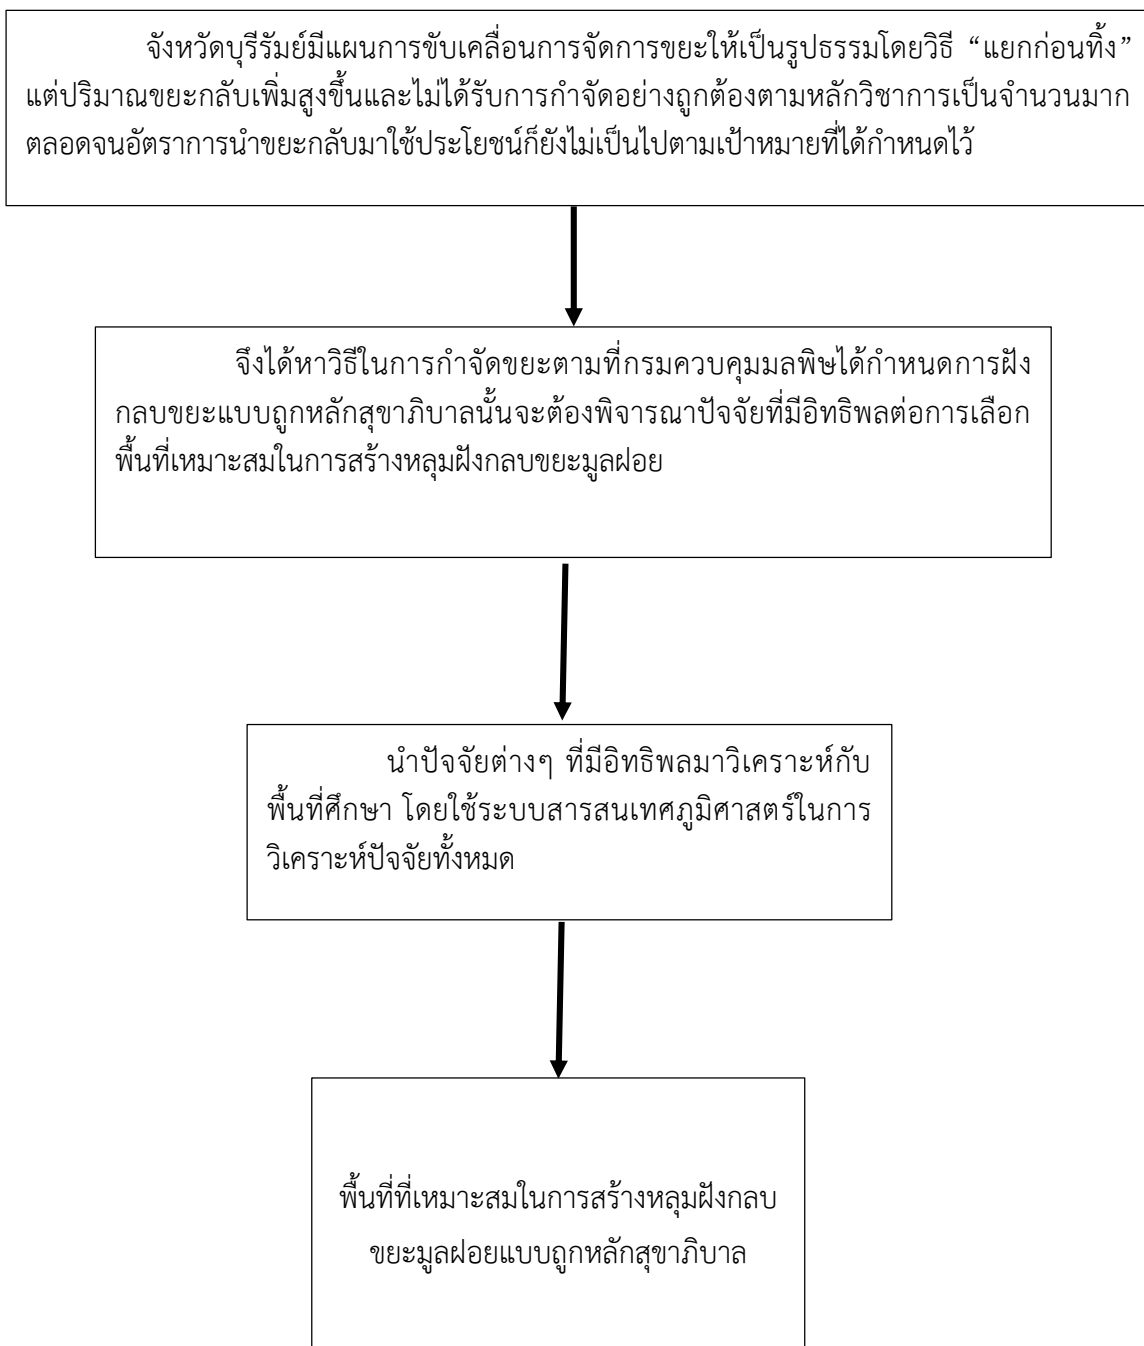 จังหวัดบุรีรัมย์มีแผนการขับเคลื่อนการจัดการขยะให้เป็นรูปธรรมโดยวิธี “แยกก่อนทิ้ง”
แต่ปริมาณขยะกลับเพิ่มสูงขึ้นและไม่ได้รับการกำจัดอย่างถูกต้องตามหลักวิชาการเป็นจำนวนมาก
ตลอดจนอัตราการนำขยะกลับมาใช้ประโยชน์ก็ยังไม่เป็นไปตามเป้าหมายที่ได้กำหนดไว้
จึงได้หาวิธีในการกำจัดขยะตามที่กรมควบคุมมลพิษได้กำหนดการฝัง
กลบขยะแบบถูกหลักสุขาภิบาลนั้นจะต้องพิจารณาปัจจัยที่มีอิทธิพลต่อการเลือก
พื้นที่เหมาะสมในการสร้างหลุมฝังกลบขยะมูลฝอย
นำปัจจัยต่างๆ ที่มีอิทธิพลมาวิเคราะห์กับ
พื้นที่ศึกษา โดยใช้ระบบสารสนเทศภูมิศาสตร์ในการ
วิเคราะห์ปัจจัยทั้งหมด
พื้นที่ที่เหมาะสมในการสร้างหลุมฝังกลบ
ขยะมูลฝอยแบบถูกหลักสุขาภิบาล